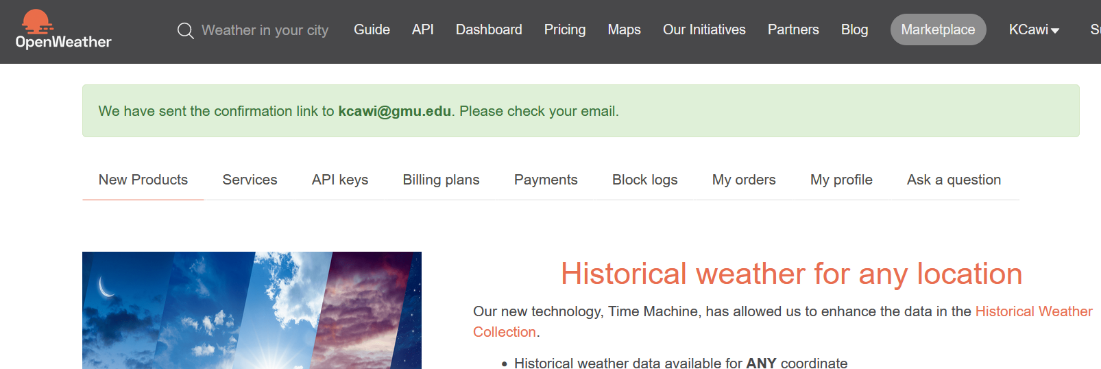 OpenWeather
Weather in your city
Guide
API
Dashboard
Pricing
Maps
Our Initiatives
Partners
Blog
Marketplace
KCawi
We have sent the confirmation link to kcawi@gmu.edu. Please check your email.
New Products
Services
API keys
Billing plans
Payments
Block logs
My orders
My profile
Ask a question
Historical weather for any location
Our new technology, Time Machine, has allowed us to enhance the data in the Historical Weather
Collection.
• Historical weather data available for ANY coordinate